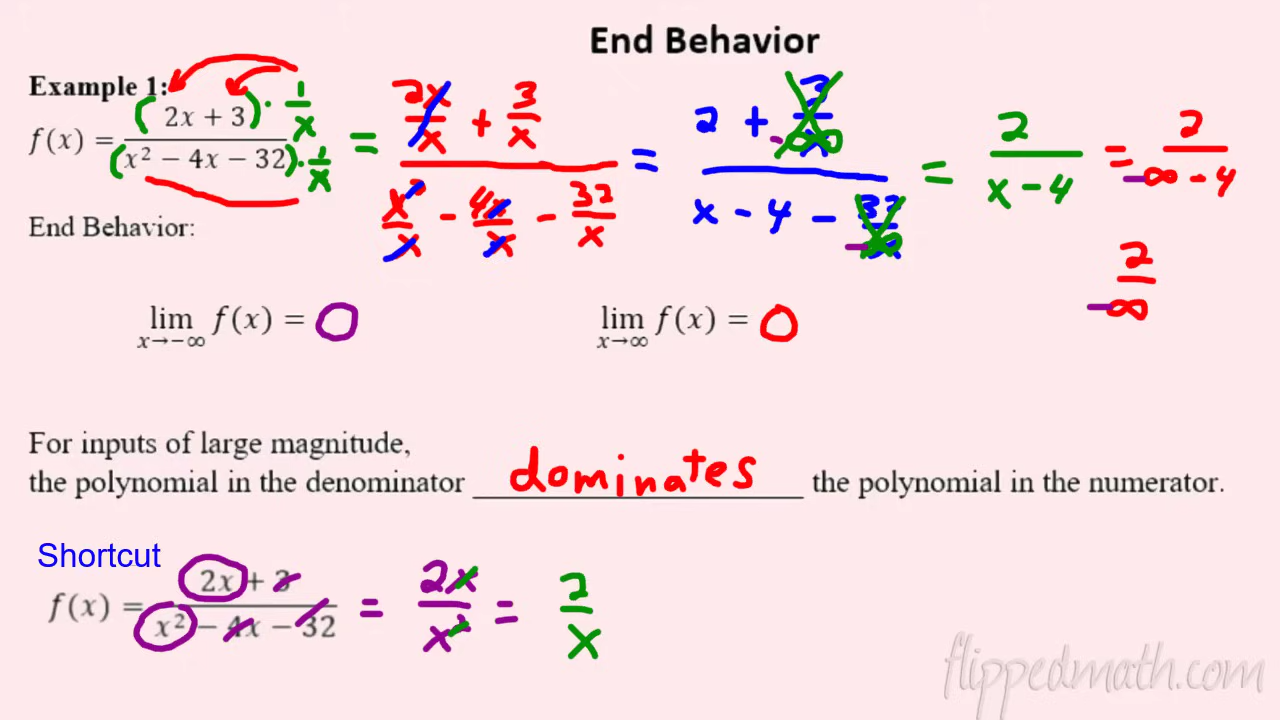 End Behavior
Example 1:
f(x) = (2x + 3) · 1/x / (x² − 4x − 32) · 1/x = (2x/x + 3/x) / (x²/x − 4x/x − 32/x) = (2 + 3/-∞) / (x − 4 − 32/-∞) = 2/(x − 4) = 2/(-∞ − 4)
2/-∞
End Behavior:
lim x→−∞ f(x) = 0
lim x→∞ f(x) = 0
For inputs of large magnitude,
the polynomial in the denominator dominates the polynomial in the numerator.
Shortcut
f(x) = (2x + 3)/(x² − 4x − 32) = 2x/x² = 2/x
flippedmath.com